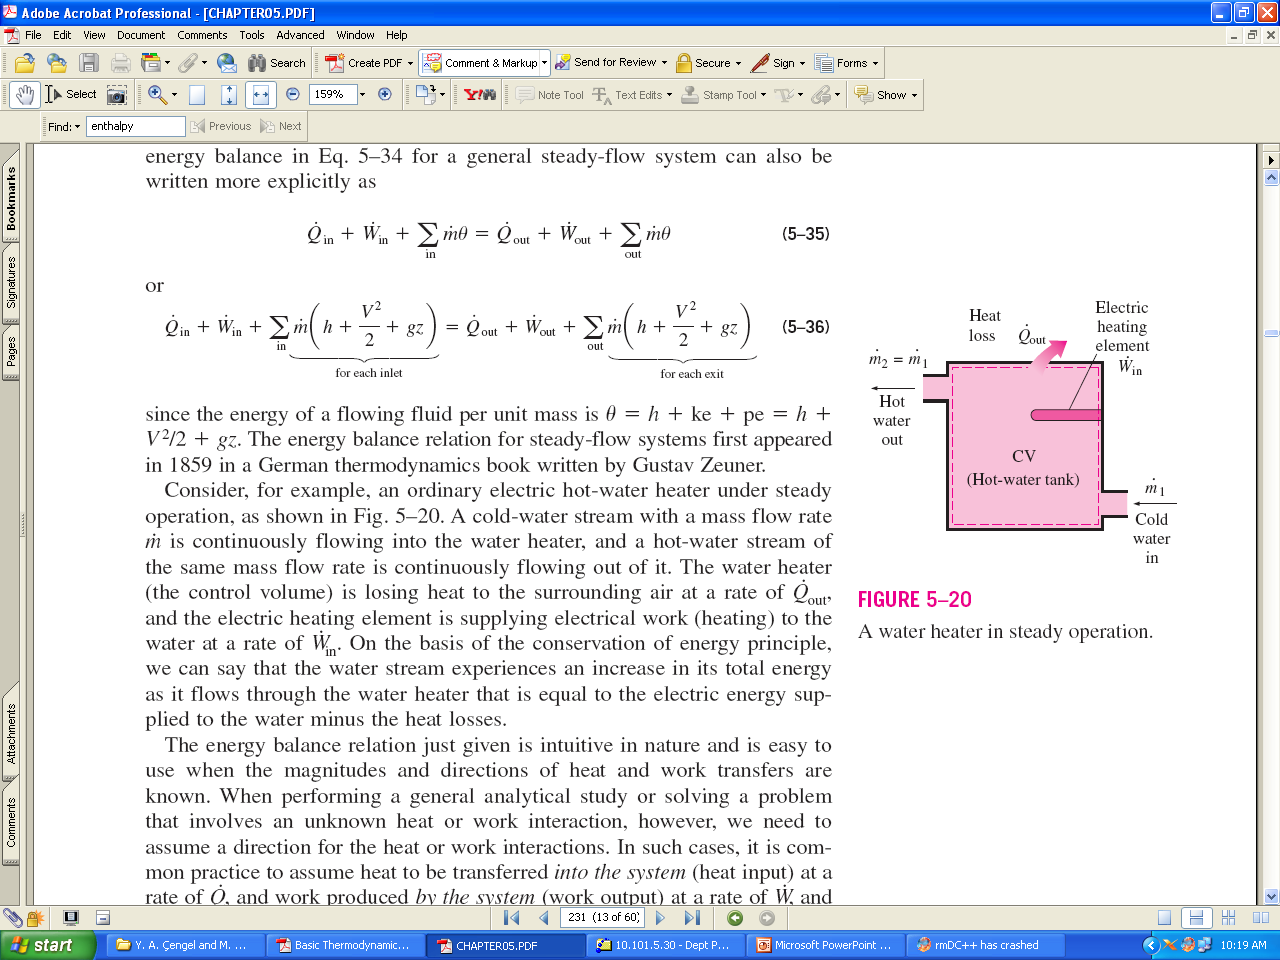 Adobe Acrobat Professional - [CHAPTER05.PDF]
File Edit View Document Comments Tools Advanced Window Help
Search Create PDF Comment & Markup Send for Review Secure Sign Forms
Select 159% Y! Note Tool Text Edits Stamp Tool Show
Find: enthalpy Previous Next
Bookmarks
Signatures
Pages
Attachments
Comments
energy balance in Eq. 5–34 for a general steady-flow system can also be
written more explicitly as
Q̇in + Ẇin + ∑in ṁθ = Q̇out + Ẇout + ∑out ṁθ (5–35)
or
Q̇in + Ẇin + ∑in ṁ(h + V²/2 + gz) = Q̇out + Ẇout + ∑out ṁ(h + V²/2 + gz) (5–36)
for each inlet for each exit
since the energy of a flowing fluid per unit mass is θ = h + ke + pe = h +
V²/2 + gz. The energy balance relation for steady-flow systems first appeared
in 1859 in a German thermodynamics book written by Gustav Zeuner.
Consider, for example, an ordinary electric hot-water heater under steady
operation, as shown in Fig. 5–20. A cold-water stream with a mass flow rate
ṁ is continuously flowing into the water heater, and a hot-water stream of
the same mass flow rate is continuously flowing out of it. The water heater
(the control volume) is losing heat to the surrounding air at a rate of Q̇out,
and the electric heating element is supplying electrical work (heating) to the
water at a rate of Ẇin. On the basis of the conservation of energy principle,
we can say that the water stream experiences an increase in its total energy
as it flows through the water heater that is equal to the electric energy sup-
plied to the water minus the heat losses.
The energy balance relation just given is intuitive in nature and is easy to
use when the magnitudes and directions of heat and work transfers are
known. When performing a general analytical study or solving a problem
that involves an unknown heat or work interaction, however, we need to
assume a direction for the heat or work interactions. In such cases, it is com-
mon practice to assume heat to be transferred into the system (heat input) at a
rate of Q̇, and work produced by the system (work output) at a rate of Ẇ, and
Heat
loss
Q̇out
Electric
heating
element
Ẇin
ṁ2 = ṁ1
Hot
water
out
CV
(Hot-water tank)
ṁ1
Cold
water
in
FIGURE 5–20
A water heater in steady operation.
231 (13 of 60)
start Y. A. Çengel and M. ... Basic Thermodynamic... CHAPTER05.PDF 10.101.5.30 - Dept P... Microsoft PowerPoint ... rmDC++ has crashed 10:19 AM